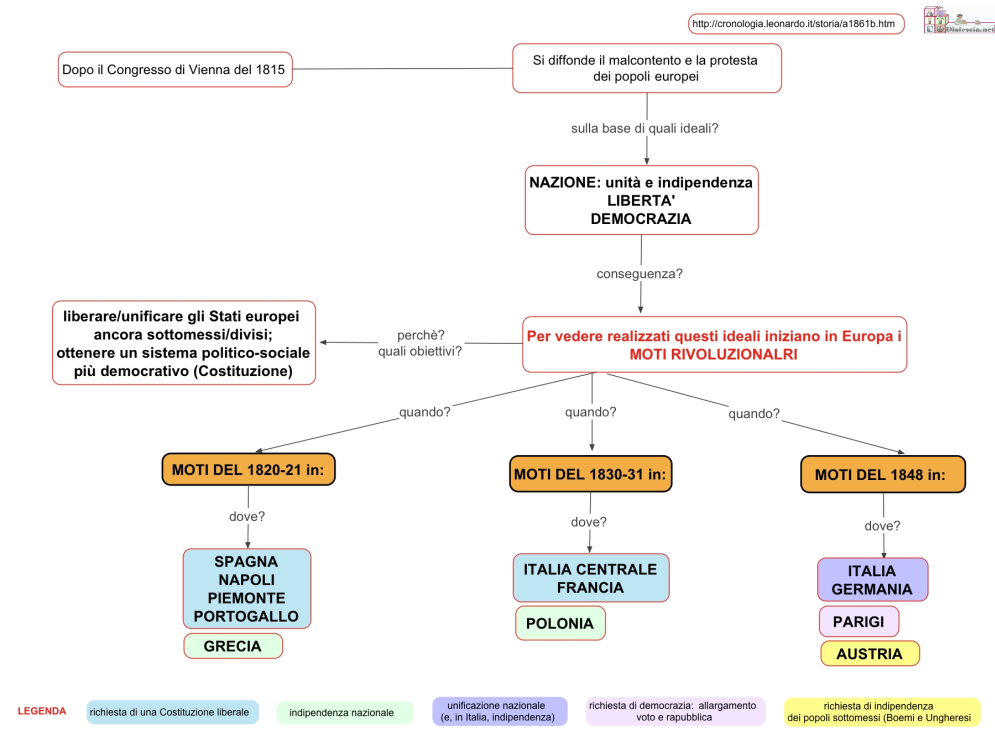 http://cronologia.leonardo.it/storia/a1861b.htm
Didessia.net
Dopo il Congresso di Vienna del 1815
Si diffonde il malcontento e la protesta
dei popoli europei
sulla base di quali ideali?
NAZIONE: unità e indipendenza
LIBERTA'
DEMOCRAZIA
conseguenza?
liberare/unificare gli Stati europei
ancora sottomessi/divisi;
ottenere un sistema politico-sociale
più democrativo (Costituzione)
perchè?
quali obiettivi?
Per vedere realizzati questi ideali iniziano in Europa i
MOTI RIVOLUZIONALRI
quando?
quando?
quando?
MOTI DEL 1820-21 in:
MOTI DEL 1830-31 in:
MOTI DEL 1848 in:
dove?
dove?
dove?
SPAGNA
NAPOLI
PIEMONTE
PORTOGALLO
GRECIA
ITALIA CENTRALE
FRANCIA
POLONIA
ITALIA
GERMANIA
PARIGI
AUSTRIA
LEGENDA
richiesta di una Costituzione liberale
indipendenza nazionale
unificazione nazionale
(e, in Italia, indipendenza)
richiesta di democrazia: allargamento
voto e rapubblica
richiesta di indipendenza
dei popoli sottomessi (Boemi e Ungheresi